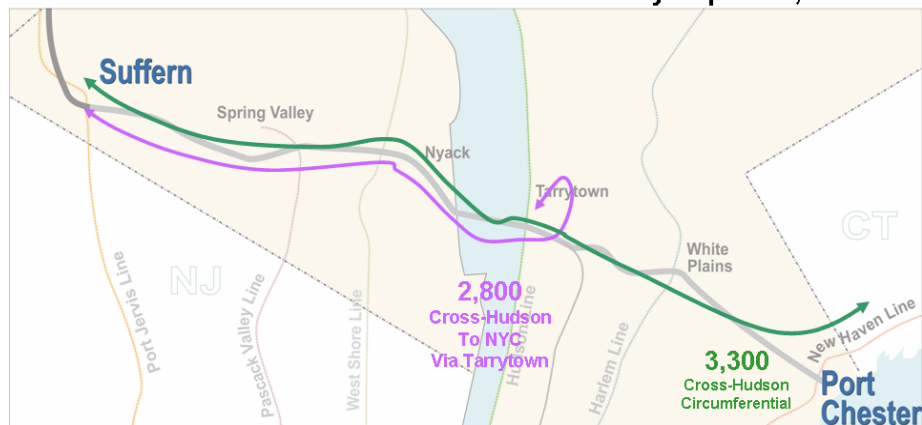 Suffern
Spring Valley
Nyack
Tarrytown
CT
White
Plains
NJ
Port Jervis Line
Pascack Valley Line
West Shore Line
2,800
Cross-Hudson
To NYC
Via Tarrytown
Hudson Line
Harlem Line
New Haven Line
3,300
Cross-Hudson
Circumferential
Port
Chester